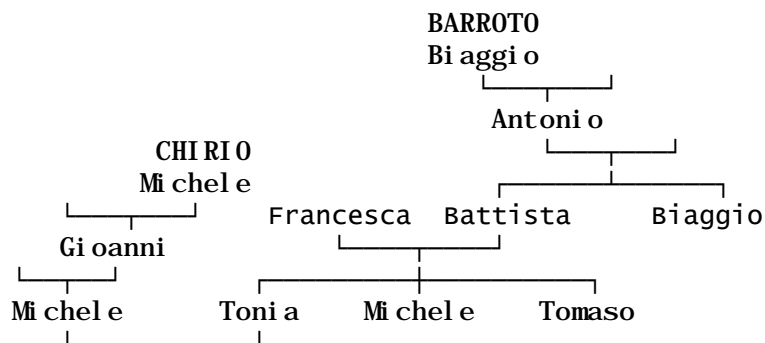 BARROTO
Biaggio
Antonio
CHIRIO
Michele
Francesca Battista Biaggio
Gioanni
Michele Tonia Michele Tomaso